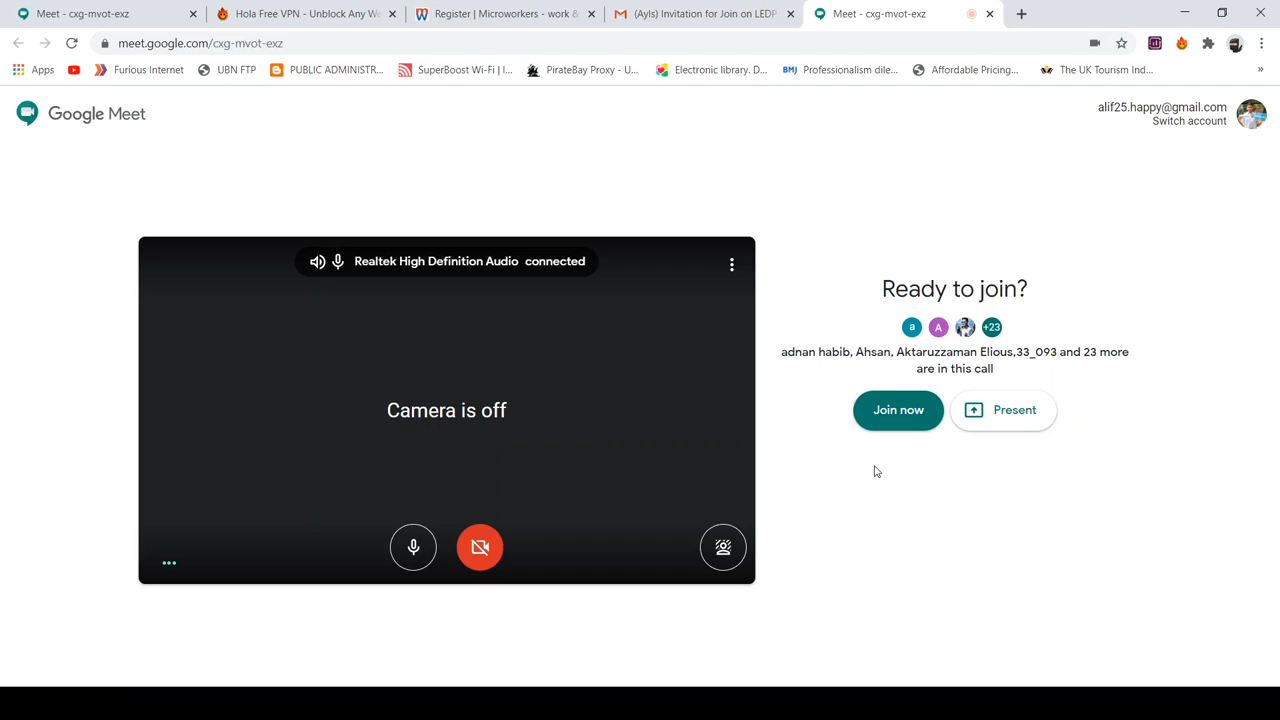 Meet - cxg-mvot-exz
Hola Free VPN - Unblock Any We
Register | Microworkers - work &
(Ayls) Invitation for Join on LEDP
Meet - cxg-mvot-exz
meet.google.com/cxg-mvot-exz
Apps
Furious Internet
UBN FTP
PUBLIC ADMINISTR...
SuperBoost Wi-Fi | I...
PirateBay Proxy - U...
Electronic library. D...
BMJ Professionalism dile...
Affordable Pricing...
The UK Tourism Ind...
Google Meet
alif25.happy@gmail.com
Switch account
Realtek High Definition Audio connected
Camera is off
Ready to join?
a A +23
adnan habib, Ahsan, Aktaruzzaman Elious,33_093 and 23 more
are in this call
Join now
Present